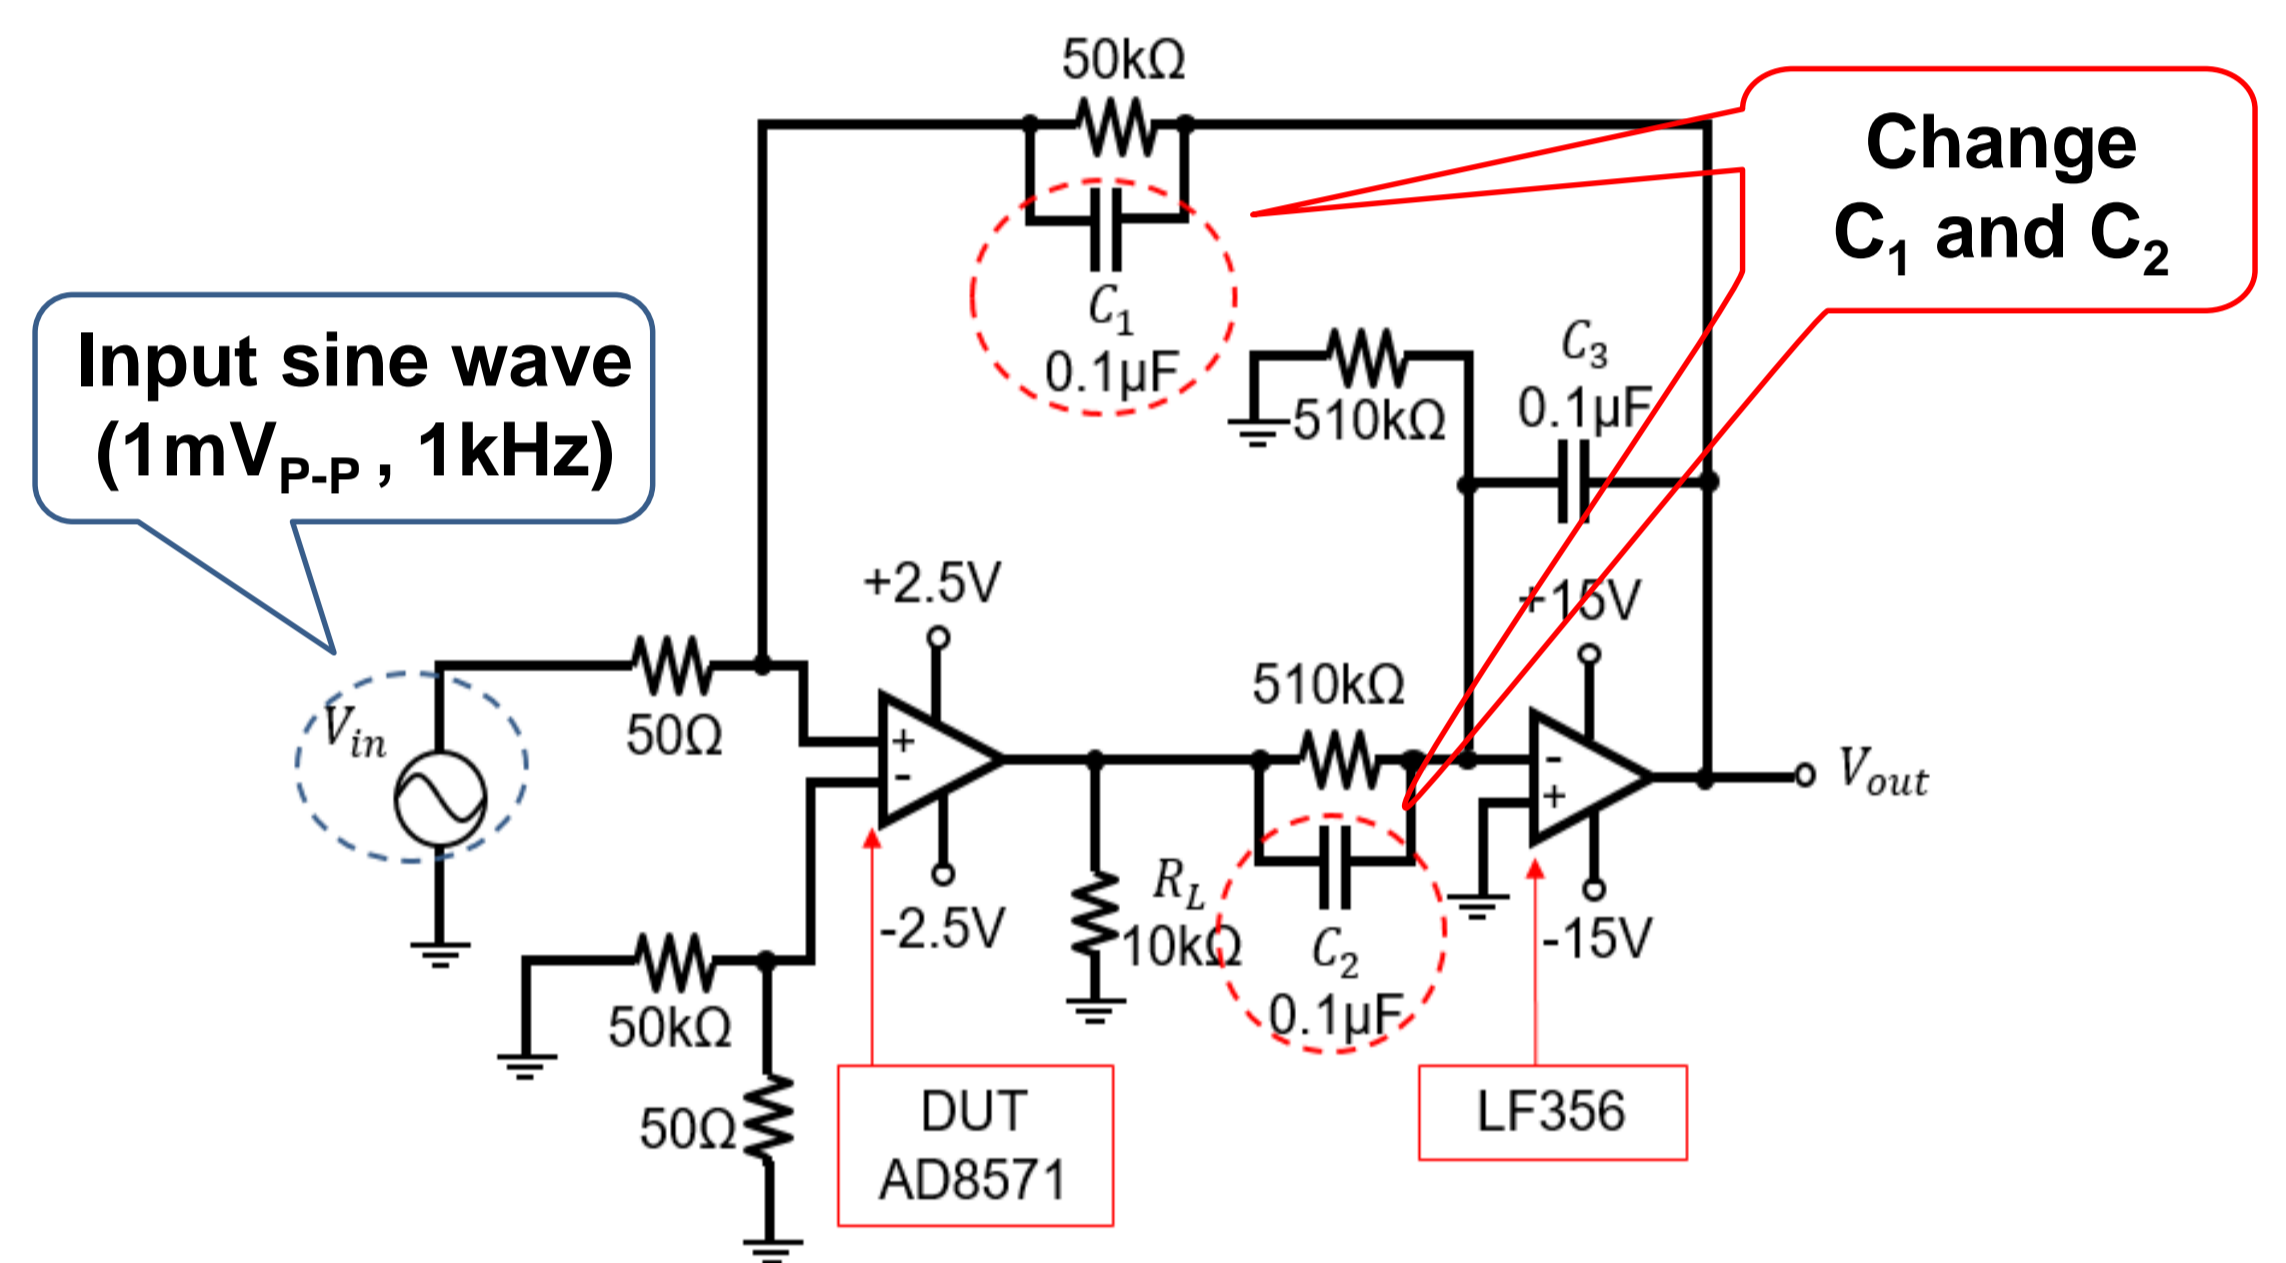 50kΩ
Change
C₁ and C₂
C₁
0.1µF
Input sine wave
(1mVP-P , 1kHz)
510kΩ
C₃
0.1µF
+2.5V
+15V
Vin
50Ω
+
-
-2.5V
510kΩ
-
+
Vout
-15V
RL
10kΩ
C₂
0.1µF
50kΩ
50Ω
DUT
AD8571
LF356